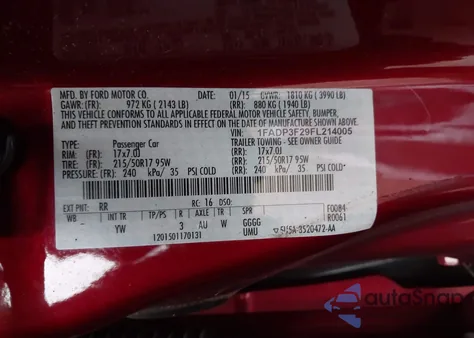 MFD. BY FORD MOTOR CO. 01/15 GVWR: 1810 KG (3990 LB)
GAWR: (FR) 972 KG (2143 LB) (RR) 880 KG (1940 LB)
THIS VEHICLE CONFORMS TO ALL APPLICABLE FEDERAL MOTOR VEHICLE SAFETY, BUMPER,
AND THEFT PREVENTION STANDARDS IN EFFECT ON THE DATE OF MANUFACTURE SHOWN ABOVE.
VIN: 1FADP3F29FL214005
TYPE: Passenger Car TRAILER TOWING - SEE OWNER GUIDE
RIM: (FR) 17x7.0J (RR): 17x7.0J
TIRE: (FR) 215/50R17 95W (RR): 215/50R17 95W
PRESSURE: (FR) 240 kPa/ 35 PSI COLD (RR): 240 kPa/ 35 PSI COLD
EXT PNT: RR RC: 16 DSO: F0084
WB INT TR TP/PS R AXLE TR SPR R0061
- YW 3 AU W GGGG
1201501170131 UMU 5U5A-3520472-AA
autoSnap